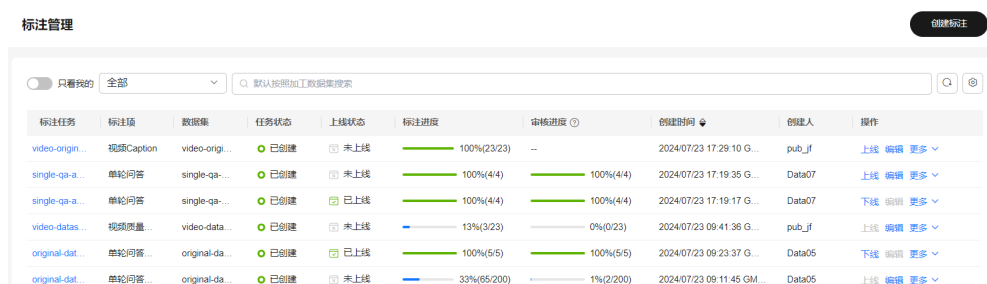 标注管理
创建标注
只看我的 全部 默认按照加工数据集搜索
标注任务 标注项 数据集 任务状态 上线状态 标注进度 审核进度 创建时间 创建人 操作
video-origin... 视频Caption video-origi... 已创建 未上线 100%(23/23) -- 2024/07/23 17:29:10 G... pub_jf 上线 编辑 更多
single-qa-a... 单轮问答 single-qa-... 已创建 未上线 100%(4/4) 100%(4/4) 2024/07/23 17:19:35 G... Data07 上线 编辑 更多
single-qa-a... 单轮问答 single-qa-... 已创建 已上线 100%(4/4) 100%(4/4) 2024/07/23 17:19:17 G... Data07 下线 编辑 更多
video-datas... 视频质量... video-data... 已创建 未上线 13%(3/23) 0%(0/23) 2024/07/23 09:41:36 G... pub_jf 上线 编辑 更多
original-dat... 单轮问答... original-da... 已创建 已上线 100%(5/5) 100%(5/5) 2024/07/23 09:23:37 G... Data05 下线 编辑 更多
original-dat... 单轮问答... original-da... 已创建 未上线 33%(65/200) 1%(2/200) 2024/07/23 09:11:45 GM... Data05 上线 编辑 更多